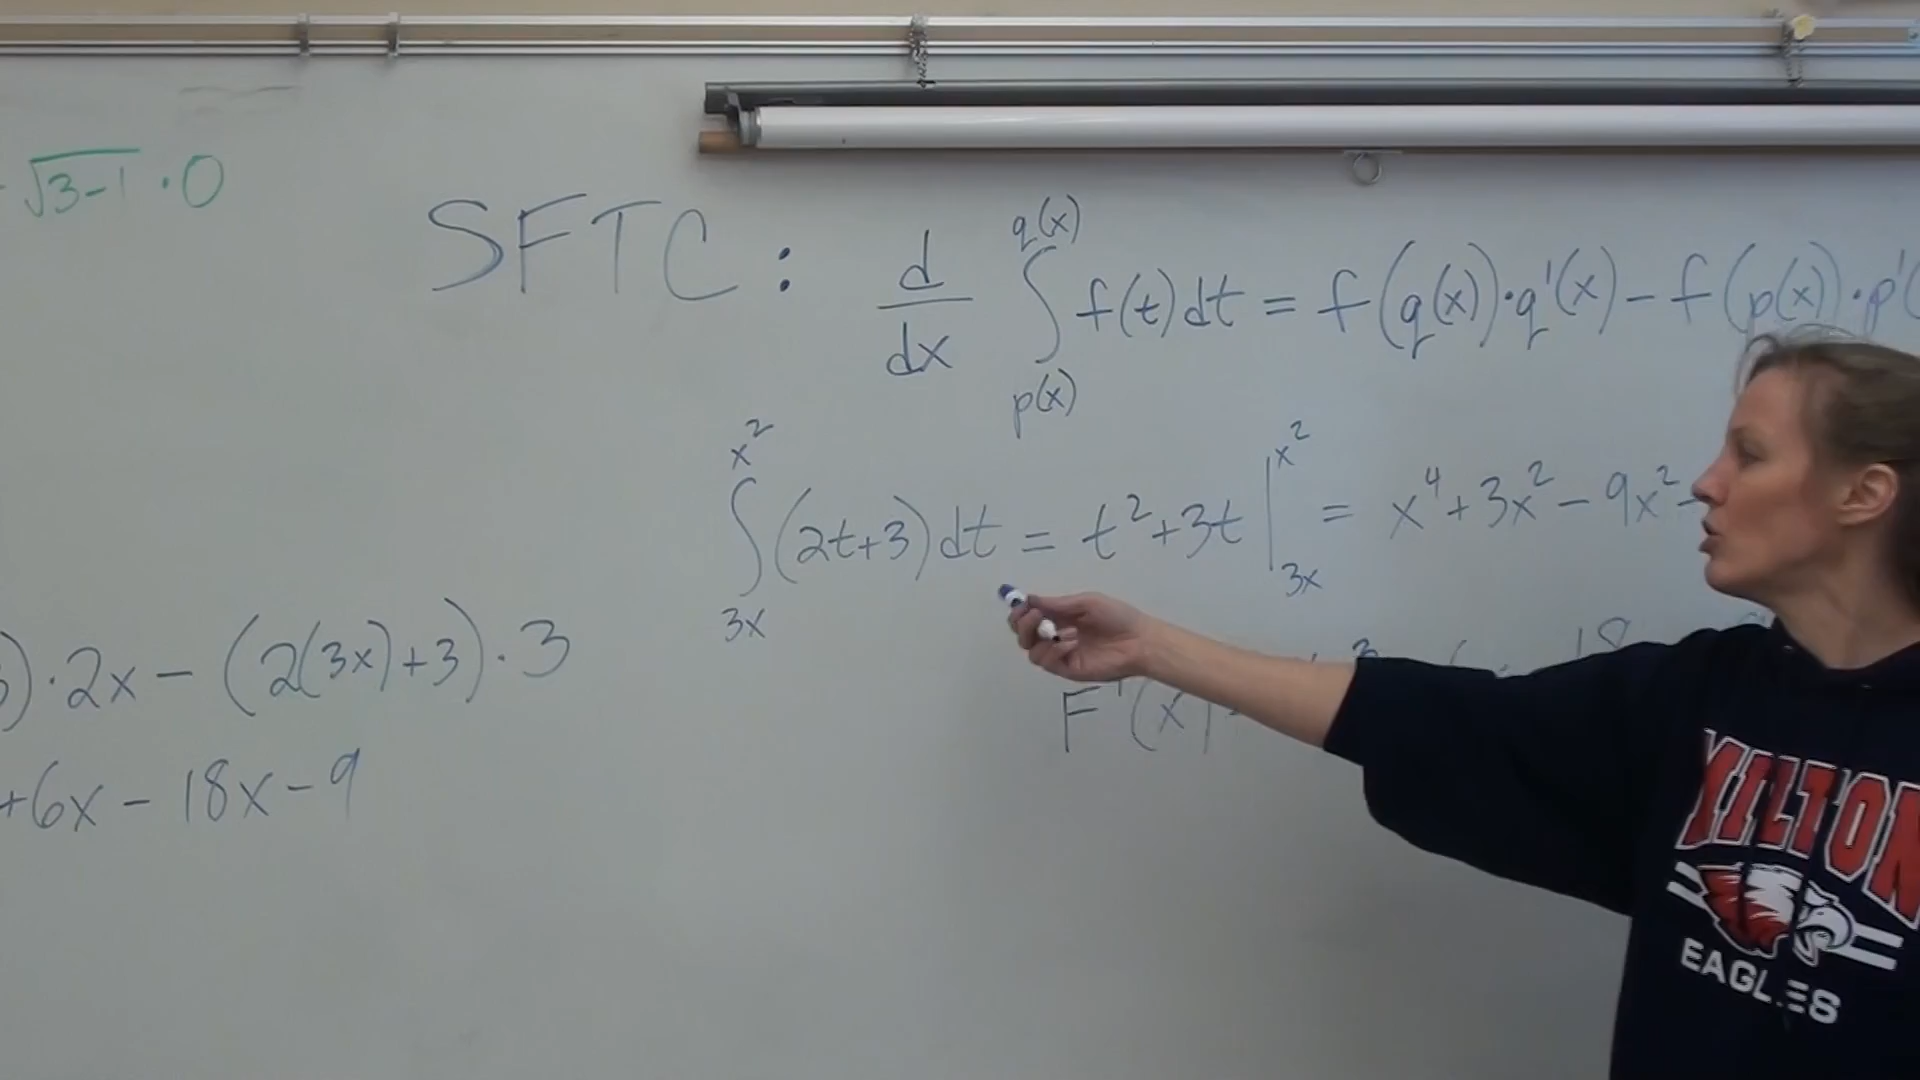 √3-1 · 0
SFTC: d/dx ∫_{p(x)}^{q(x)} f(t)dt = f(q(x))·q'(x) - f(p(x)·p'(
∫_{3x}^{x²} (2t+3)dt = t²+3t |_{3x}^{x²} = x⁴+3x²-9x²-
)·2x-(2(3x)+3)·3
F'(x)
18
+6x-18x-9
MILTON
EAGLES